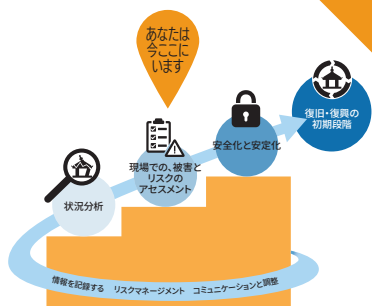 あなたは
今ここに
います
復旧・復興の
初期段階
安全化と安定化
現場での、被害と
リスクの
アセスメント
状況分析
情報を記録する リスクマネージメント コミュニケーションと調整